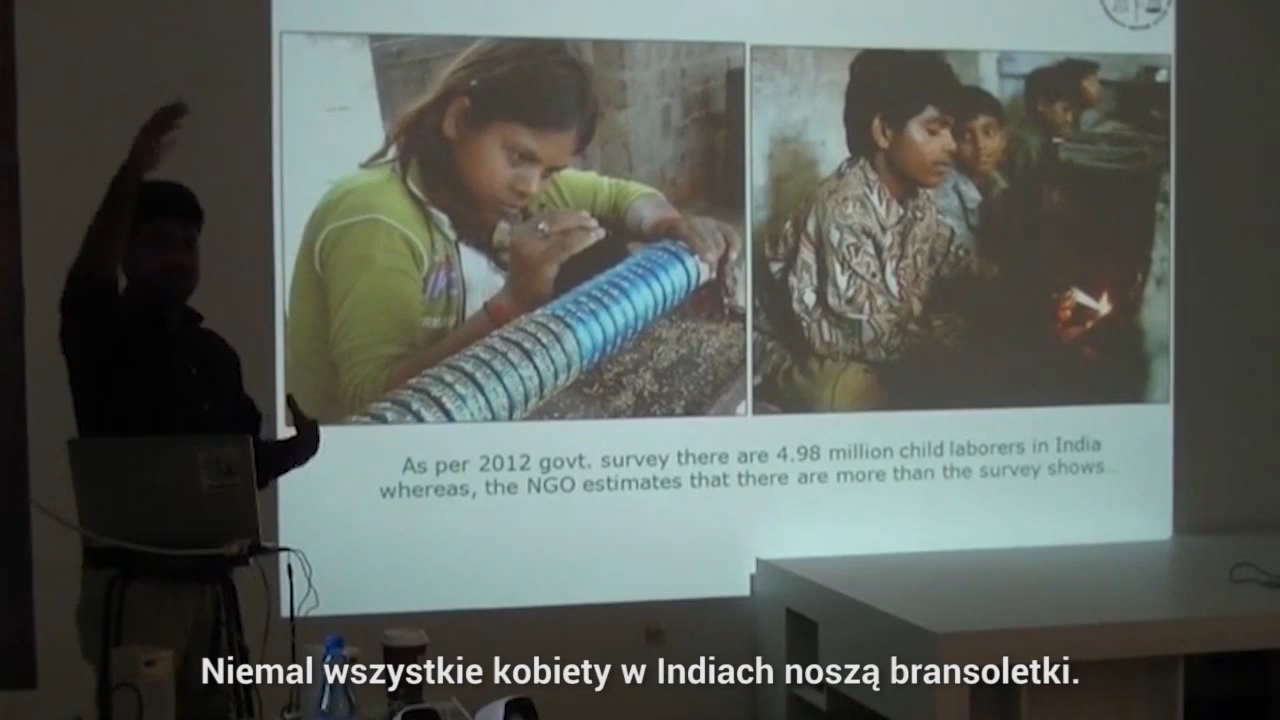 As per 2012 govt. survey there are 4.98 million child laborers in India
whereas, the NGO estimates that there are more than the survey shows
Niemal wszystkie kobiety w Indiach noszą bransoletki.